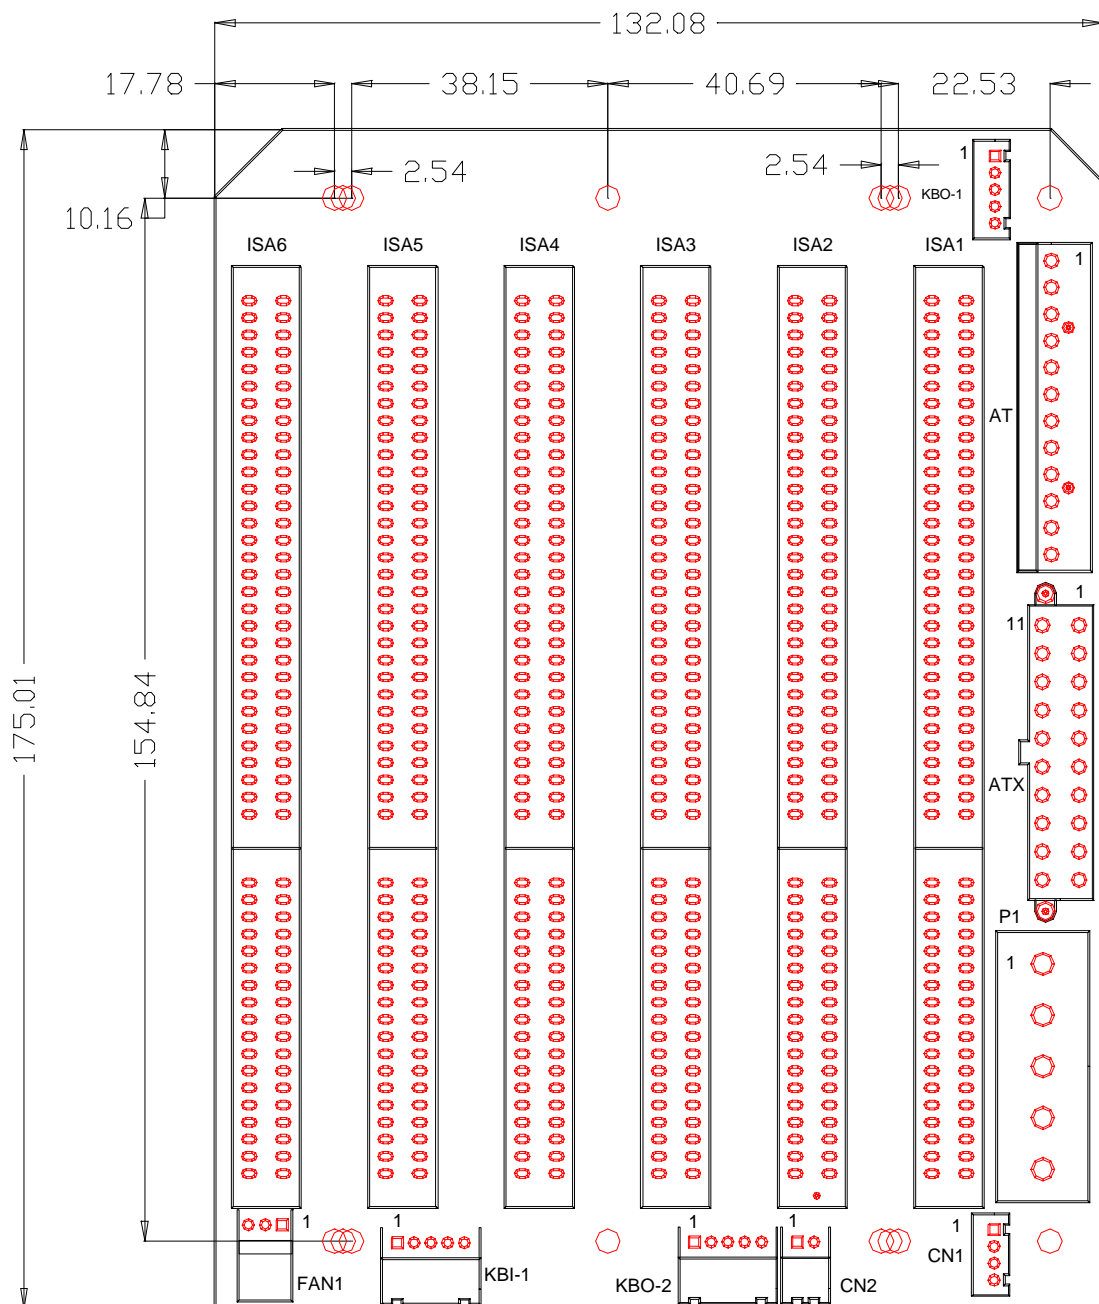 132.08
17.78 38.15 40.69 22.53
2.54 2.54 1
KBO-1
10.16
ISA6 ISA5 ISA4 ISA3 ISA2 ISA1
1
AT
1
11
175.01
154.84
ATX
P1
1
1 1 1 1 1
CN1
FAN1 KBI-1 KBO-2 CN2